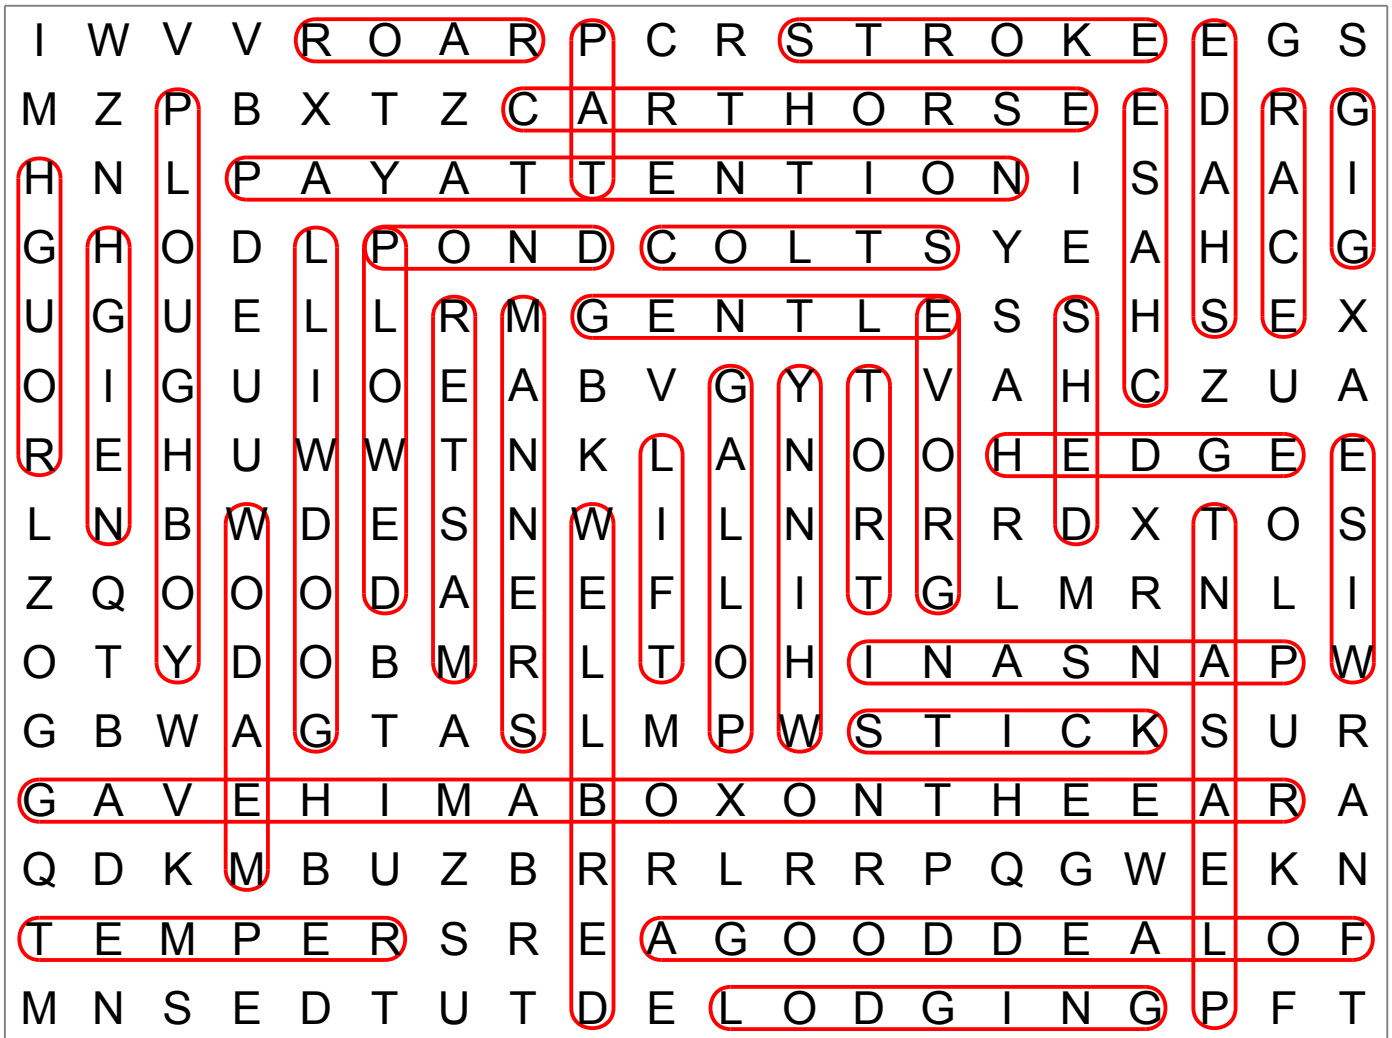 I W V V R O A R P C R S T R O K E E G S
M Z P B X T Z C A R T H O R S E E D R G
H N L P A Y A T T E N T I O N I S A A I
G H O D L P O N D C O L T S Y E A H C G
U G U E L L R M G E N T L E S S H S E X
O I G U I O E A B V G Y T V A H C Z U A
R E H U W W T N K L A N O O H E D G E E
L N B W D E S N W I L N R R R D X T O S
Z Q O O O D A E E F L I T G L M R N L I
O T Y D O B M R L T O H I N A S N A P W
G B W A G T A S L M P W S T I C K S U R
G A V E H I M A B O X O N T H E E A R A
Q D K M B U Z B R R L R R P Q G W E K N
T E M P E R S R E A G O O D D E A L O F
M N S E D T U T D E L O D G I N G P F T